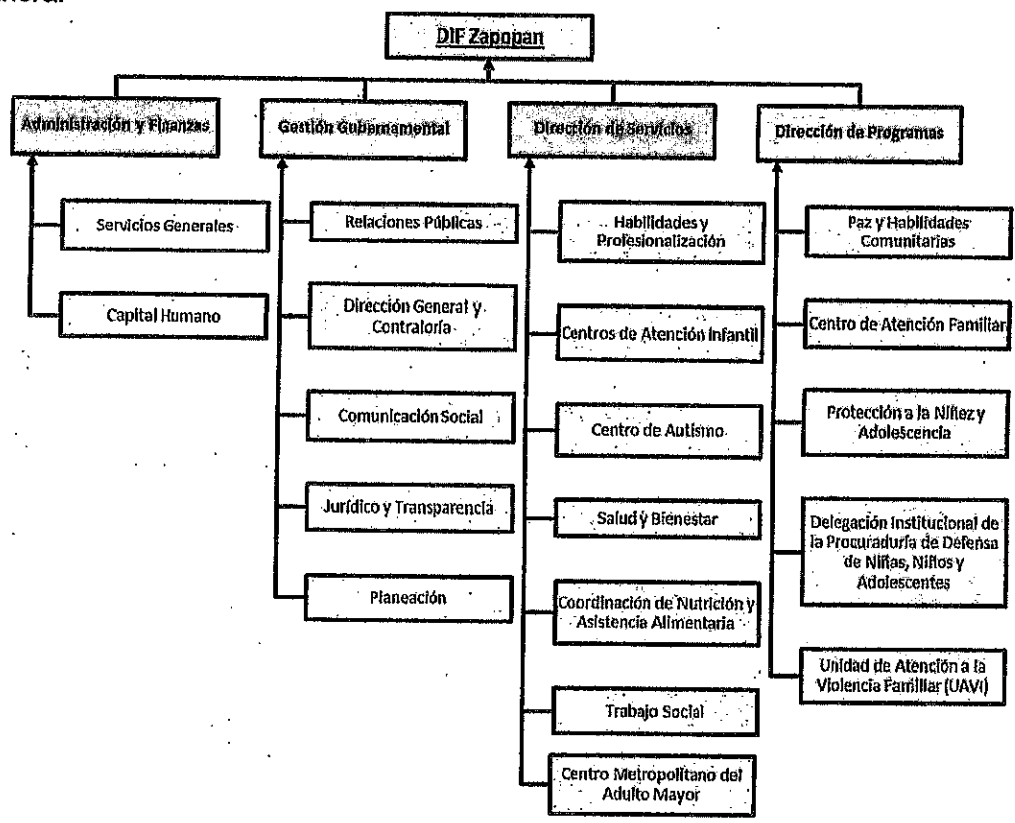 DIF Zapopan
Administración y Finanzas
Gestión Gubernamental
Dirección de Servicios
Dirección de Programas
Servicios Generales
Capital Humano
Relaciones Públicas
Dirección General y
Contraloría
Comunicación Social
Jurídico y Transparencia
Planeación
Habilidades y
Profesionalización
Centros de Atención Infantil
Centro de Autismo
Salud y Bienestar
Coordinación de Nutrición y
Asistencia Alimentaria
Trabajo Social
Centro Metropolitano del
Adulto Mayor
Paz y Habilidades
Comunitarias
Centro de Atención Familiar
Protección a la Niñez y
Adolescencia
Delegación Institucional de
la Procuraduría de Defensa
de Niñas, Niños y
Adolescentes
Unidad de Atención a la
Violencia Familiar (UAVI)